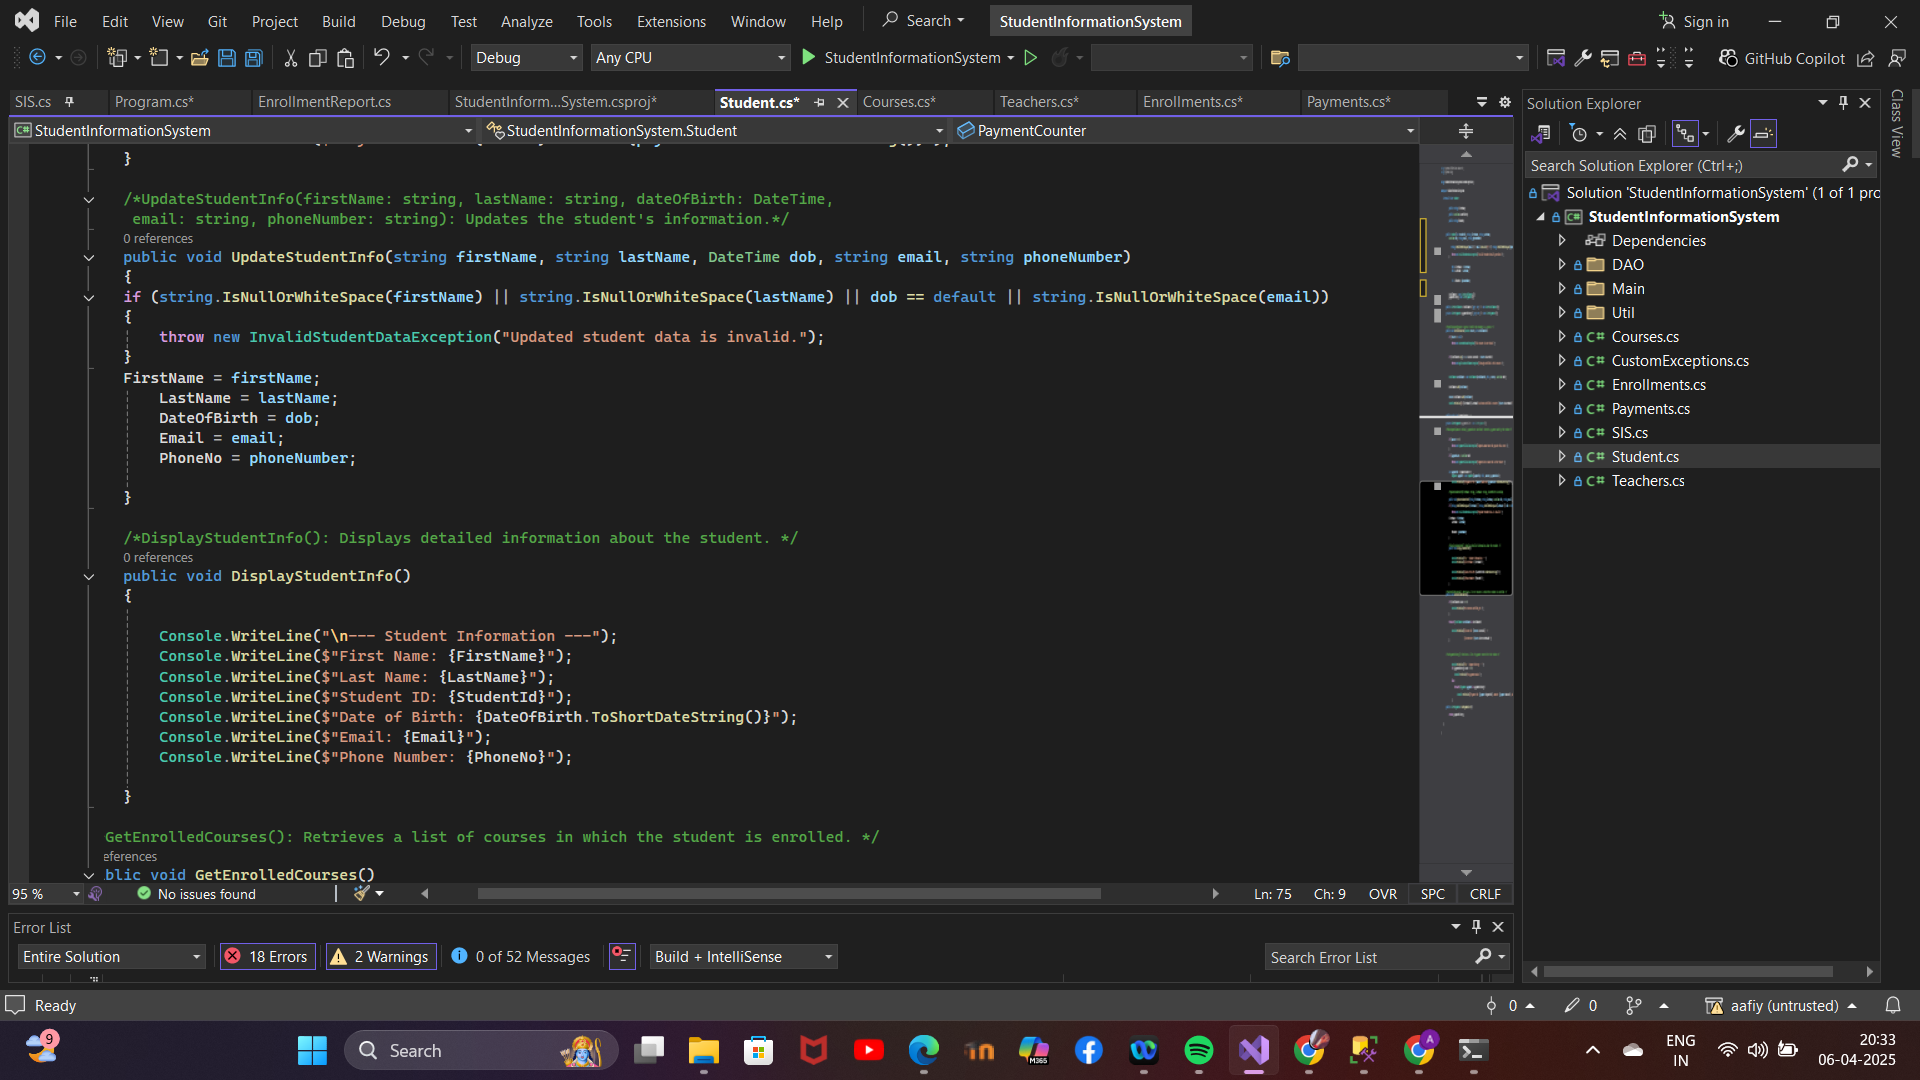 File Edit View Git Project Build Debug Test Analyze Tools Extensions Window Help Search StudentInformationSystem Sign in
Debug Any CPU StudentInformationSystem GitHub Copilot
SIS.cs Program.cs* EnrollmentReport.cs StudentInform...System.csproj* Student.cs* Courses.cs* Teachers.cs* Enrollments.cs* Payments.cs*
StudentInformationSystem StudentInformationSystem.Student PaymentCounter
}
/*UpdateStudentInfo(firstName: string, lastName: string, dateOfBirth: DateTime,
email: string, phoneNumber: string): Updates the student's information.*/
0 references
public void UpdateStudentInfo(string firstName, string lastName, DateTime dob, string email, string phoneNumber)
{
if (string.IsNullOrWhiteSpace(firstName) || string.IsNullOrWhiteSpace(lastName) || dob == default || string.IsNullOrWhiteSpace(email))
{
throw new InvalidStudentDataException("Updated student data is invalid.");
}
FirstName = firstName;
LastName = lastName;
DateOfBirth = dob;
Email = email;
PhoneNo = phoneNumber;
}
/*DisplayStudentInfo(): Displays detailed information about the student. */
0 references
public void DisplayStudentInfo()
{
Console.WriteLine("\n--- Student Information ---");
Console.WriteLine($"First Name: {FirstName}");
Console.WriteLine($"Last Name: {LastName}");
Console.WriteLine($"Student ID: {StudentId}");
Console.WriteLine($"Date of Birth: {DateOfBirth.ToShortDateString()}");
Console.WriteLine($"Email: {Email}");
Console.WriteLine($"Phone Number: {PhoneNo}");
}
GetEnrolledCourses(): Retrieves a list of courses in which the student is enrolled. */
eferences
blic void GetEnrolledCourses()
95 % No issues found Ln: 75 Ch: 9 OVR SPC CRLF
Error List
Entire Solution 18 Errors 2 Warnings 0 of 52 Messages Build + IntelliSense Search Error List
Solution Explorer
Search Solution Explorer (Ctrl+;)
Solution 'StudentInformationSystem' (1 of 1 pro
StudentInformationSystem
Dependencies
DAO
Main
Util
C# Courses.cs
C# CustomExceptions.cs
C# Enrollments.cs
C# Payments.cs
C# SIS.cs
C# Student.cs
C# Teachers.cs
Class View
Ready 0 0 aafiy (untrusted)
9 Search M365 A ENG
IN
20:33
06-04-2025